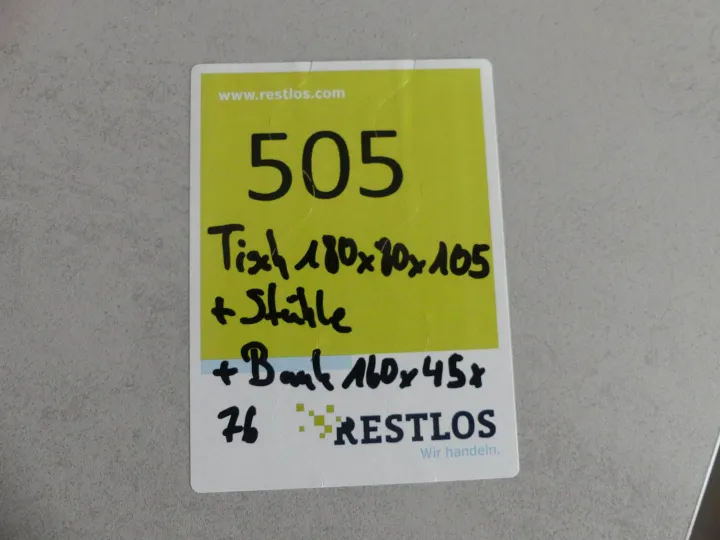 www.restlos.com
505
Tisch 180x80x105
+ Stühle
+ Bank 160x45x
76
RESTLOS
Wir handeln.